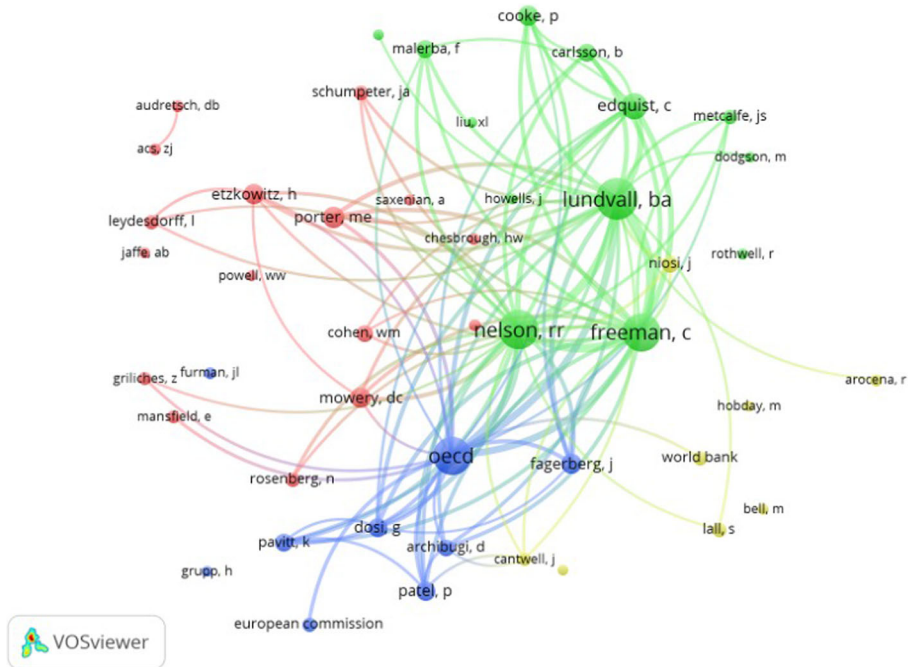 cooke, p
malerba, f
carlsson, b
schumpeter, ja
audretsch, db
edquist, c
metcalfe, js
liu, xl
acs, zj
dodgson, m
etzkowitz, h
saxenian, a
howells, j
lundvall, ba
leydesdorff, l
porter, me
chesbrough, hw
jaffe, ab
rothwell, r
niosi, j
powell, ww
cohen, wm
nelson, rr
freeman, c
griliches, z
furman, jl
arocena, r
mowery, dc
hobday, m
mansfield, e
oecd
fagerberg, j
world bank
rosenberg, n
bell, m
dosi, g
lall, s
pavitt, k
archibugi, d
cantwell, j
grupp, h
patel, p
european commission
VOSviewer